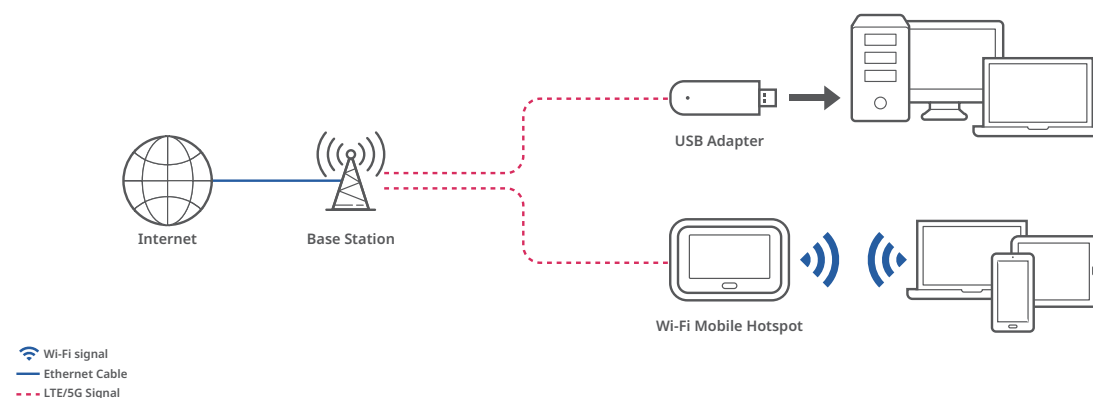 USB Adapter
Internet
Base Station
Wi-Fi Mobile Hotspot
Wi-Fi signal
Ethernet Cable
LTE/5G Signal